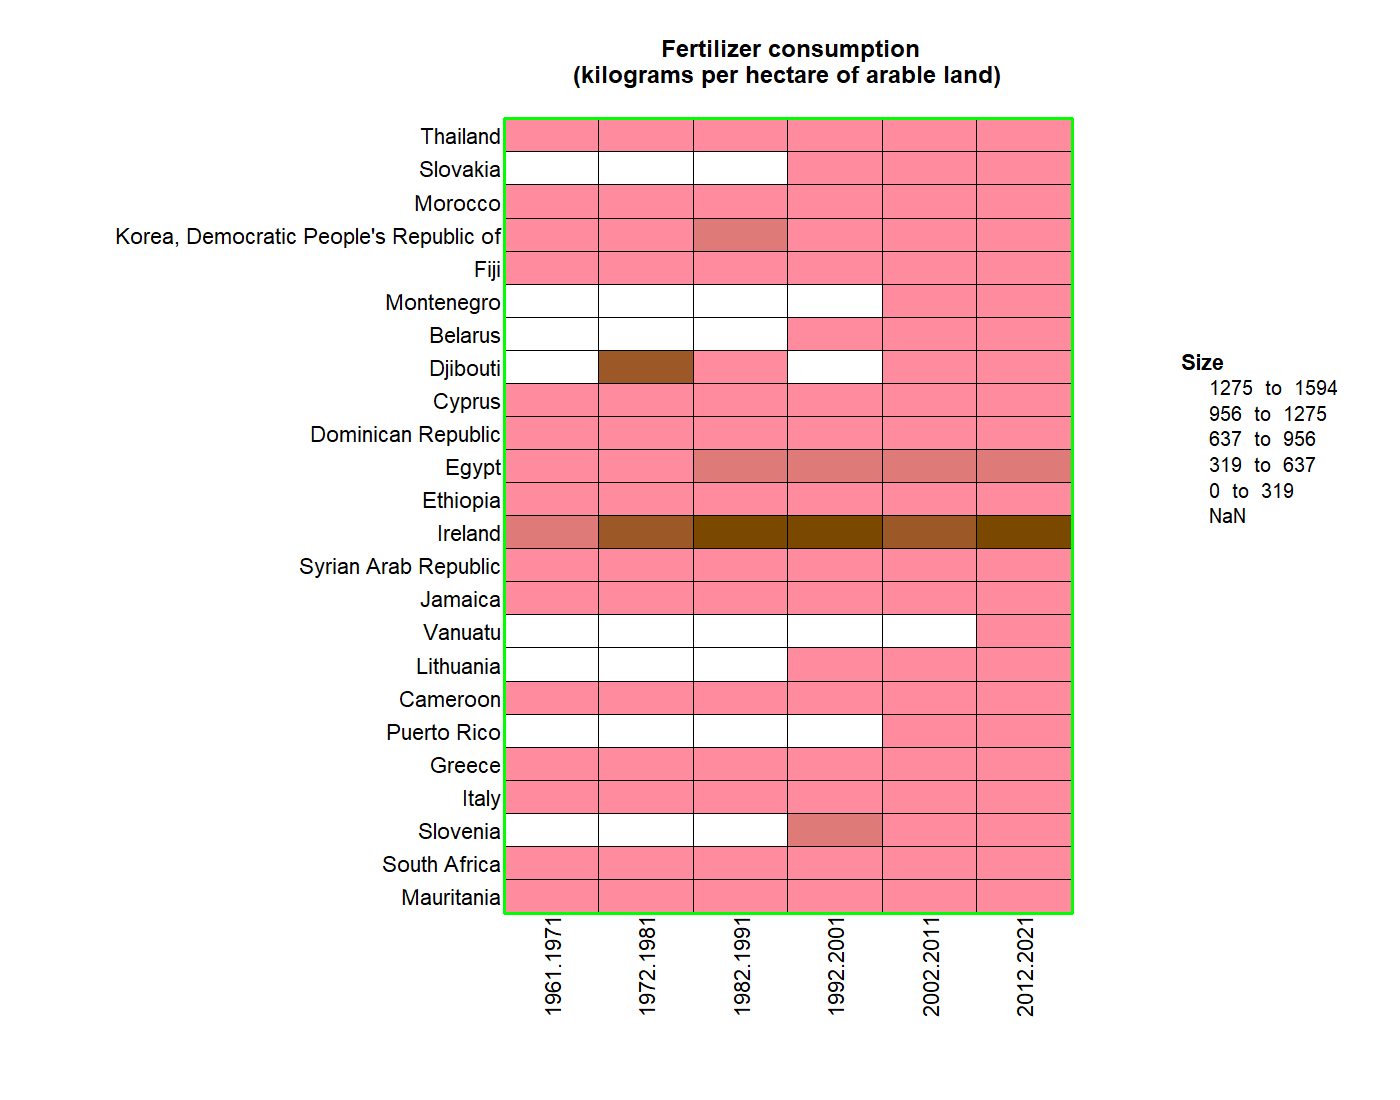 Fertilizer consumption
(kilograms per hectare of arable land)
Thailand
Slovakia
Morocco
Korea, Democratic People's Republic of
Fiji
Montenegro
Belarus
Djibouti
Cyprus
Dominican Republic
Egypt
Ethiopia
Ireland
Syrian Arab Republic
Jamaica
Vanuatu
Lithuania
Cameroon
Puerto Rico
Greece
Italy
Slovenia
South Africa
Mauritania
1961.1971
1972.1981
1982.1991
1992.2001
2002.2011
2012.2021
Size
1275 to 1594
956 to 1275
637 to 956
319 to 637
0 to 319
NaN